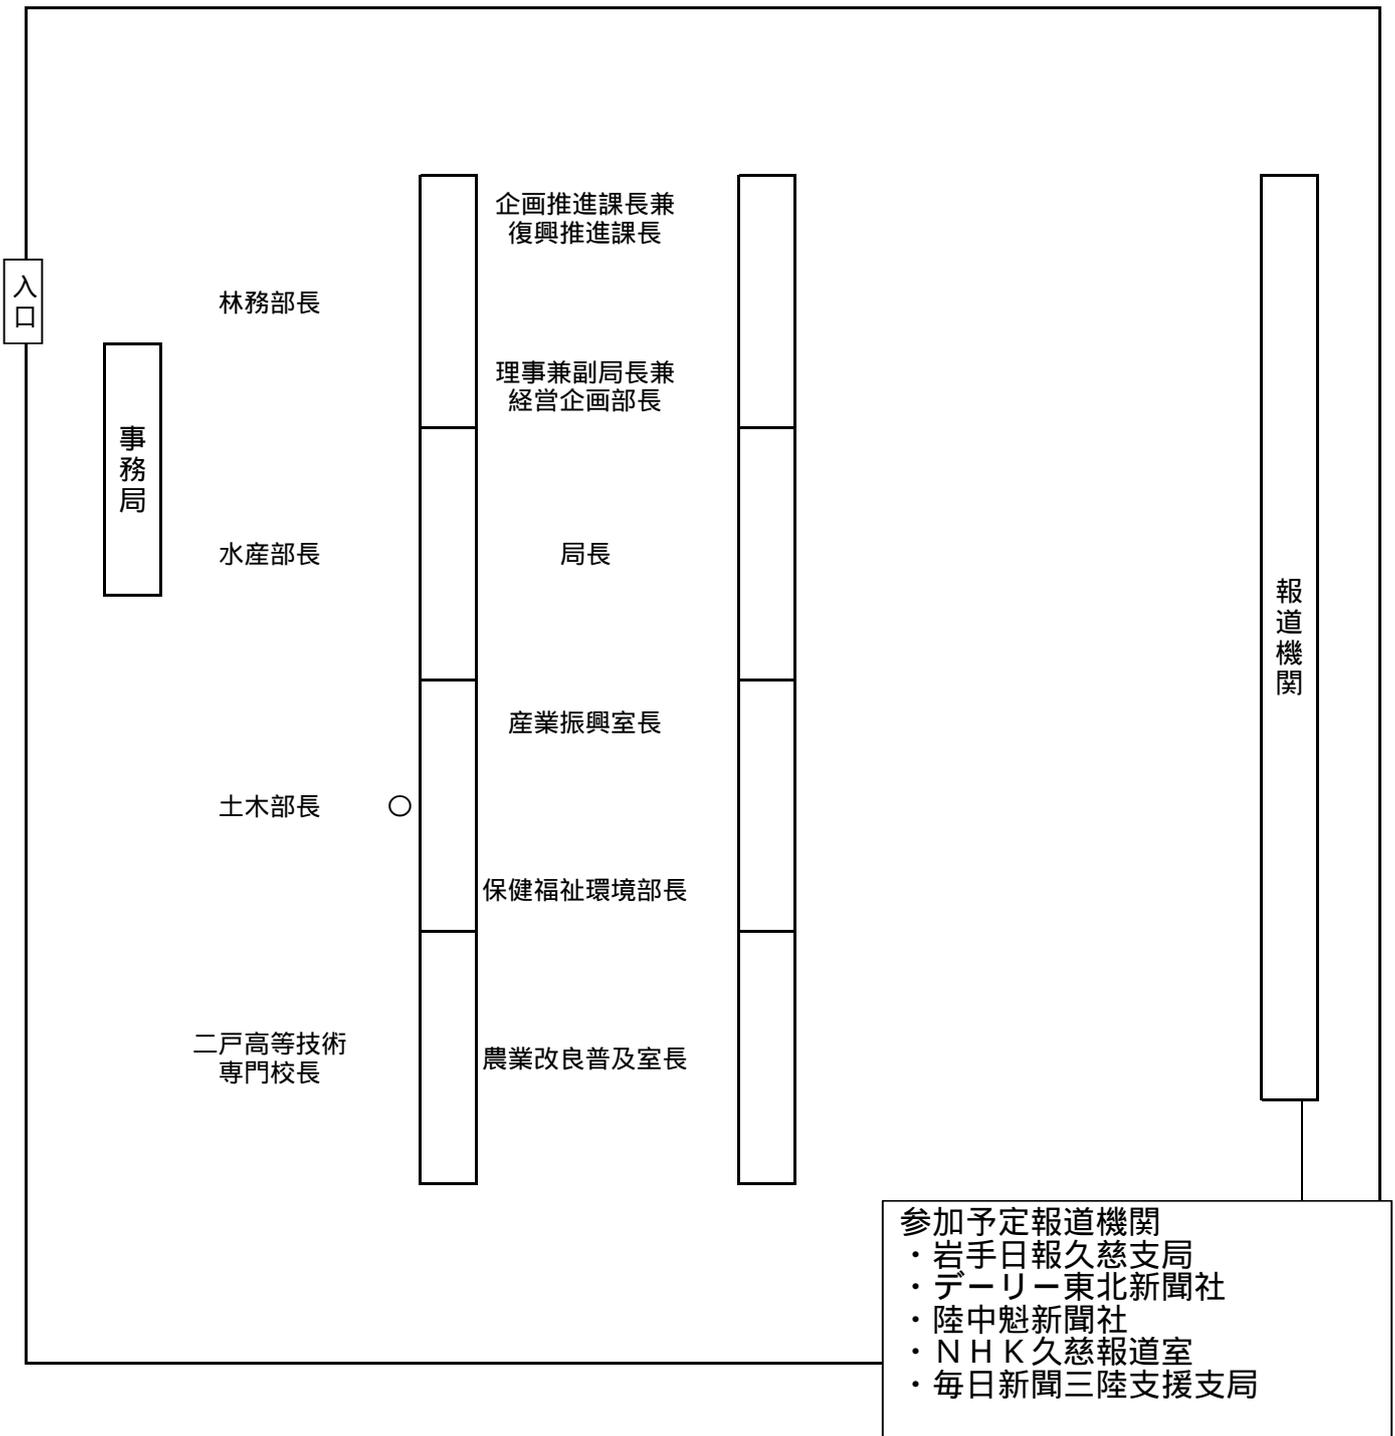 企画推進課長兼
復興推進課長
入口
林務部長
理事兼副局長兼
経営企画部長
事務局
水産部長
局長
報道機関
産業振興室長
土木部長
○
保健福祉環境部長
二戸高等技術
専門校長
農業改良普及室長
参加予定報道機関
・岩手日報久慈支局
・デーリー東北新聞社
・陸中魁新聞社
・ＮＨＫ久慈報道室
・毎日新聞三陸支援支局